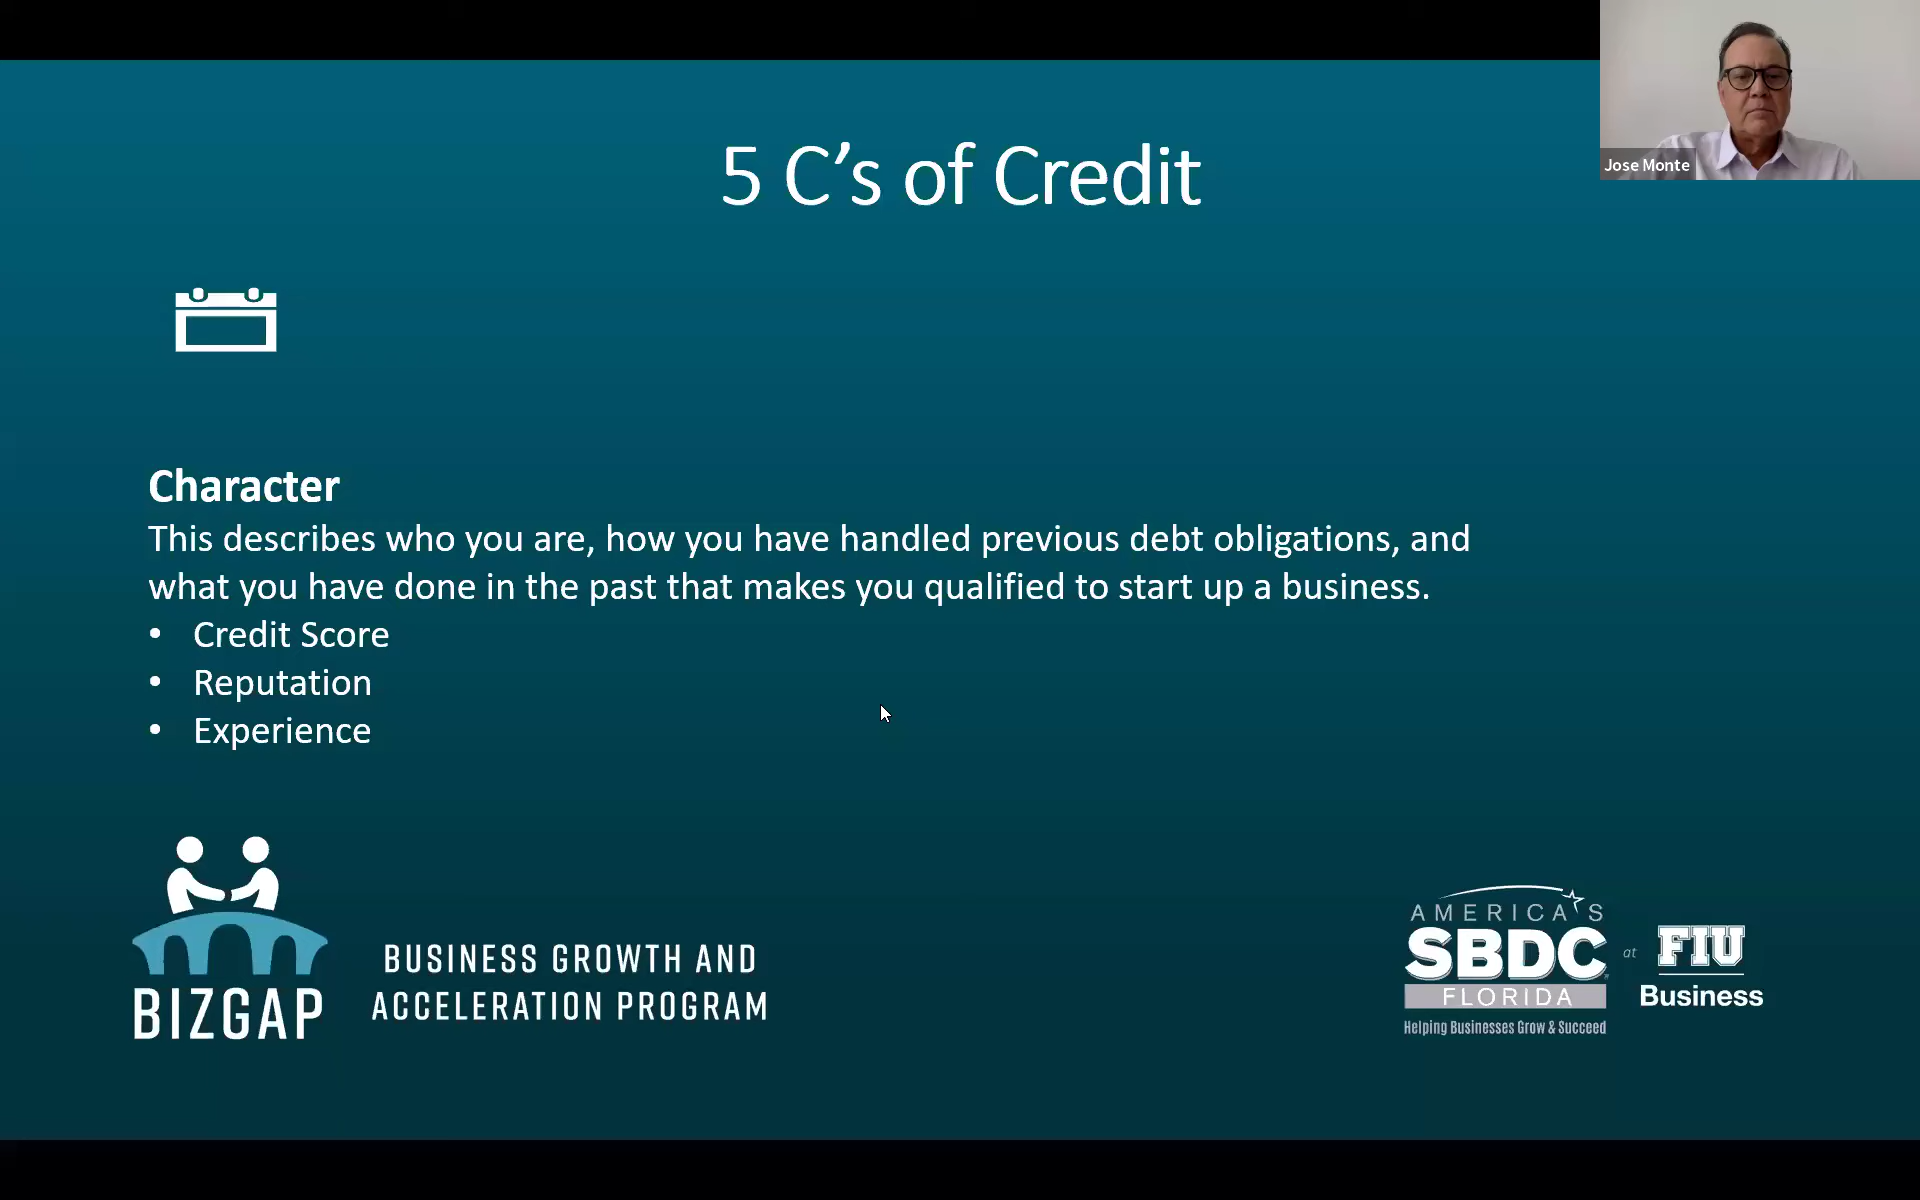 5 C’s of Credit
Jose Monte
Character
This describes who you are, how you have handled previous debt obligations, and
what you have done in the past that makes you qualified to start up a business.
• Credit Score
• Reputation
• Experience
BIZGAP
BUSINESS GROWTH AND
ACCELERATION PROGRAM
AMERICA'S
SBDC
FLORIDA
Helping Businesses Grow & Succeed
at
FIU
Business